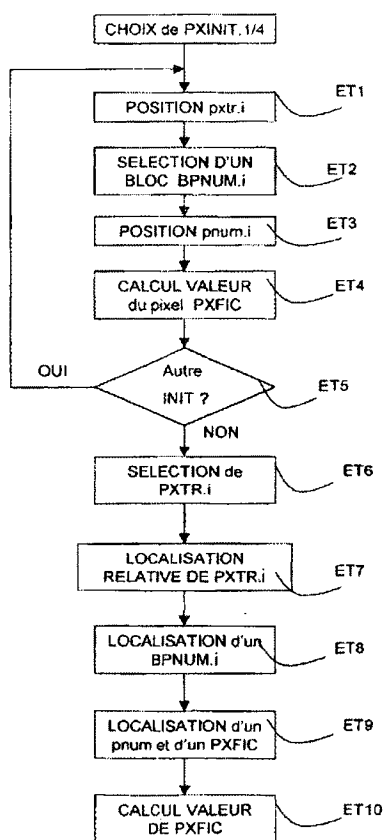 CHOIX de PXINIT.1/4
POSITION pxtr.i
ET1
SELECTION D'UN
BLOC BPNUM.i
ET2
POSITION pnum.i
ET3
CALCUL VALEUR
du pixel PXFIC
ET4
OUI
Autre
INIT ?
ET5
NON
SELECTION de
PXTR.i
ET6
LOCALISATION
RELATIVE DE PXTR.i
ET7
LOCALISATION d'un
BPNUM.i
ET8
LOCALISATION d'un
pnum et d'un PXFIC
ET9
CALCUL VALEUR
DE PXFIC
ET10